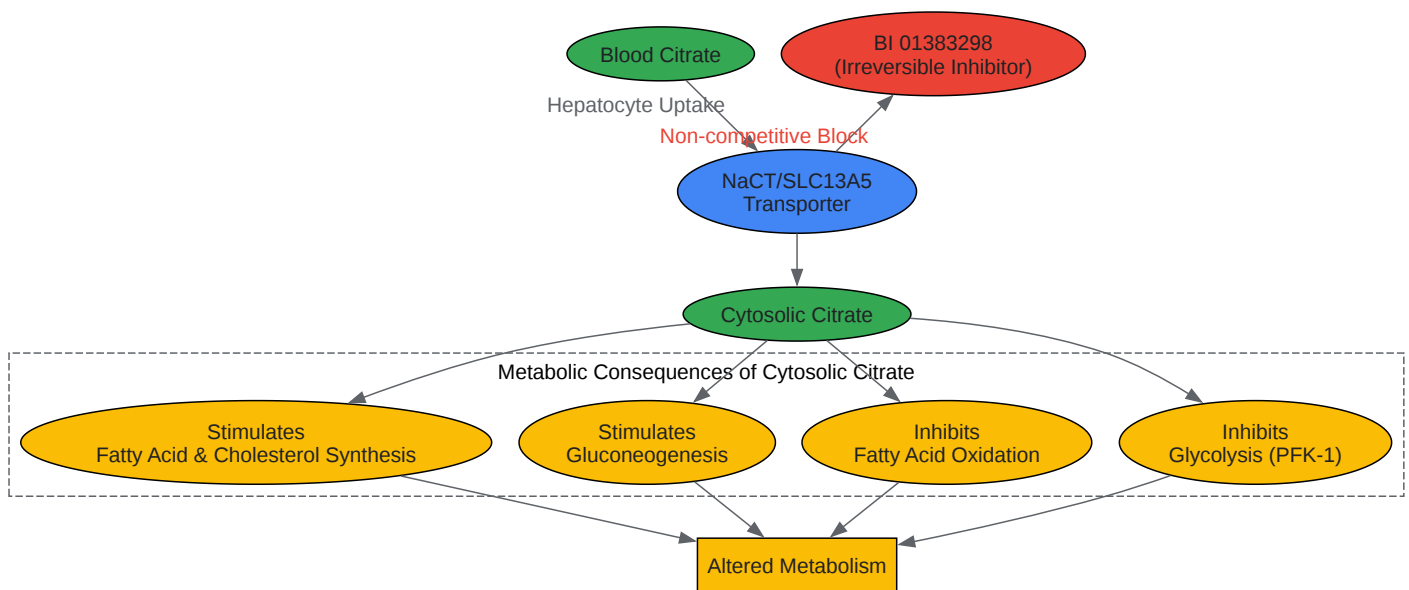 Blood Citrate
BI 01383298
(Irreversible Inhibitor)
Hepatocyte Uptake
Non-competitive Block
NaCT/SLC13A5
Transporter
Cytosolic Citrate
Metabolic Consequences of Cytosolic Citrate
Stimulates
Fatty Acid & Cholesterol Synthesis
Stimulates
Gluconeogenesis
Inhibits
Fatty Acid Oxidation
Inhibits
Glycolysis (PFK-1)
Altered Metabolism